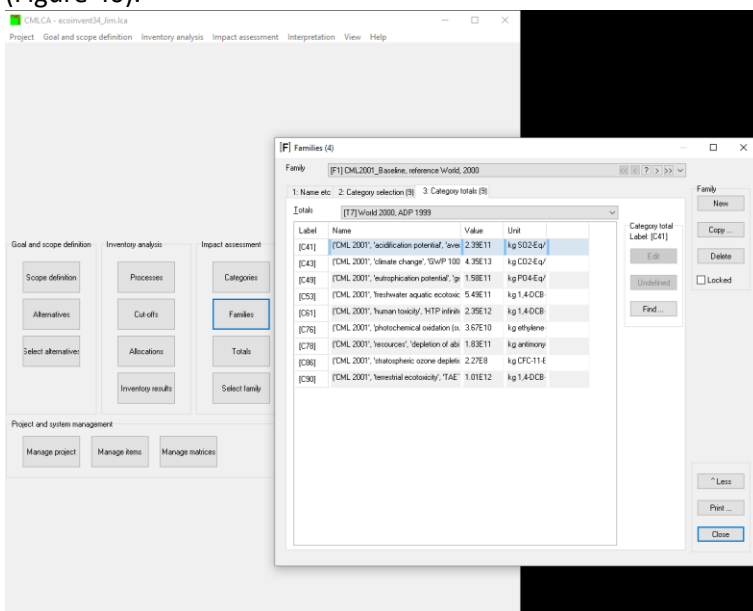 (Figure 40).
CMLCA - ecoinvent34_Jim.lca
Project Goal and scope definition Inventory analysis Impact assessment Interpretation View Help
[F] Families (4)
Family [F1] CML2001_Baseline, reference World, 2000 << < ? > >>
1: Name etc 2: Category selection [9] 3: Category totals [9]
Totals [T7] World 2000, ADP 1999
Label Name Value Unit
[C41] ('CML 2001', 'acidification potential', 'ave 2.39E11 kg SO2-Eq/
[C43] ('CML 2001', 'climate change', 'GWP 100 4.35E13 kg CO2-Eq/
[C49] ('CML 2001', 'eutrophication potential', 'g 1.58E11 kg PO4-Eq/
[C53] ('CML 2001', 'freshwater aquatic ecotoxic 5.49E11 kg 1,4-DCB-
[C61] ('CML 2001', 'human toxicity', 'HTP infinit 2.35E12 kg 1,4-DCB-
[C76] ('CML 2001', 'photochemical oxidation (su 3.67E10 kg ethylene-
[C78] ('CML 2001', 'resources', 'depletion of abi 1.83E11 kg antimony-
[C86] ('CML 2001', 'stratospheric ozone depleti 2.27E8 kg CFC-11-E
[C90] ('CML 2001', 'terrestrial ecotoxicity', 'TAE 1.01E12 kg 1,4-DCB-
Category total
Label: [C41]
Edit
Undefined
Find ...
Family
New
Copy ...
Delete
Locked
^ Less
Print ...
Close
Goal and scope definition Inventory analysis Impact assessment
Scope definition Processes Categories
Alternatives Cut-offs Families
Select alternative: Allocations Totals
Inventory results Select family
Project and system management
Manage project Manage items Manage matrices